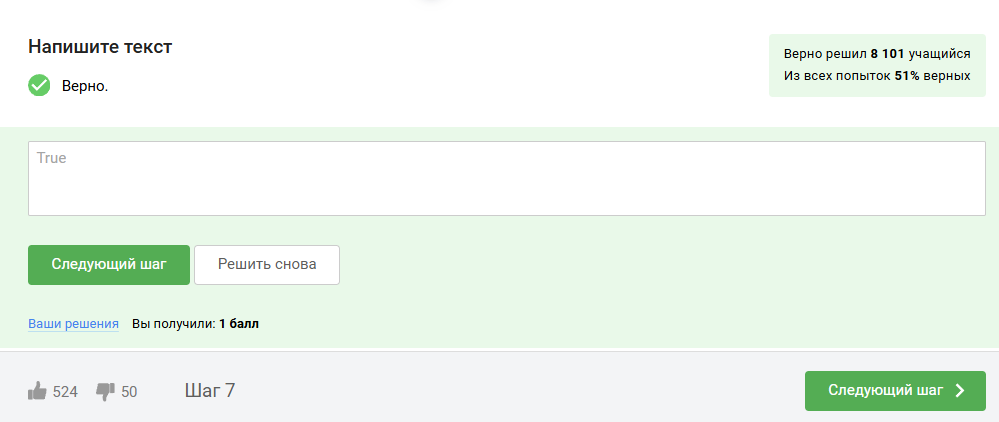 Напишите текст
Верно.
Верно решил 8 101 учащийся
Из всех попыток 51% верных
True
Следующий шаг
Решить снова
Ваши решения Вы получили: 1 балл
524 50 Шаг 7 Следующий шаг